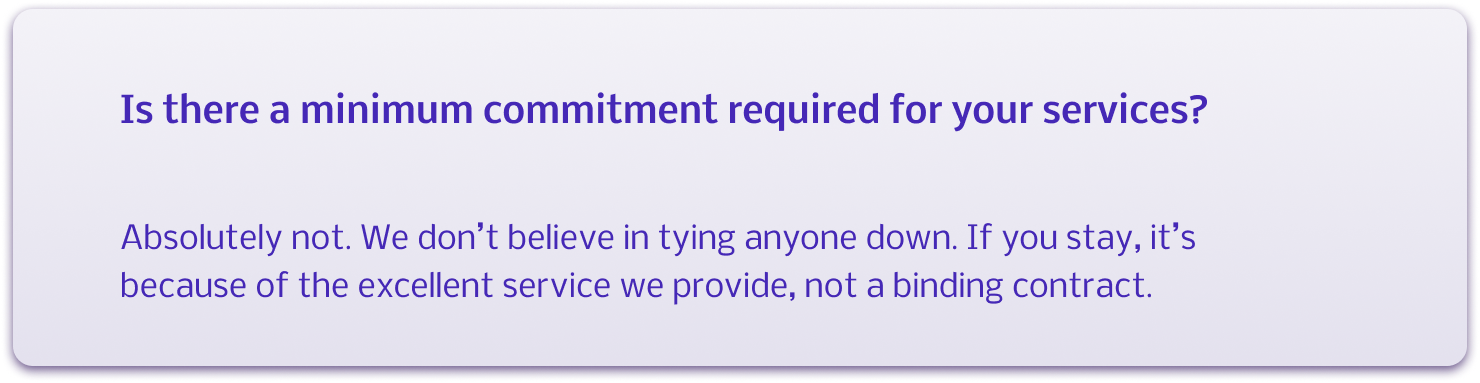 Is there a minimum commitment required for your services?
Absolutely not. We don’t believe in tying anyone down. If you stay, it’s
because of the excellent service we provide, not a binding contract.